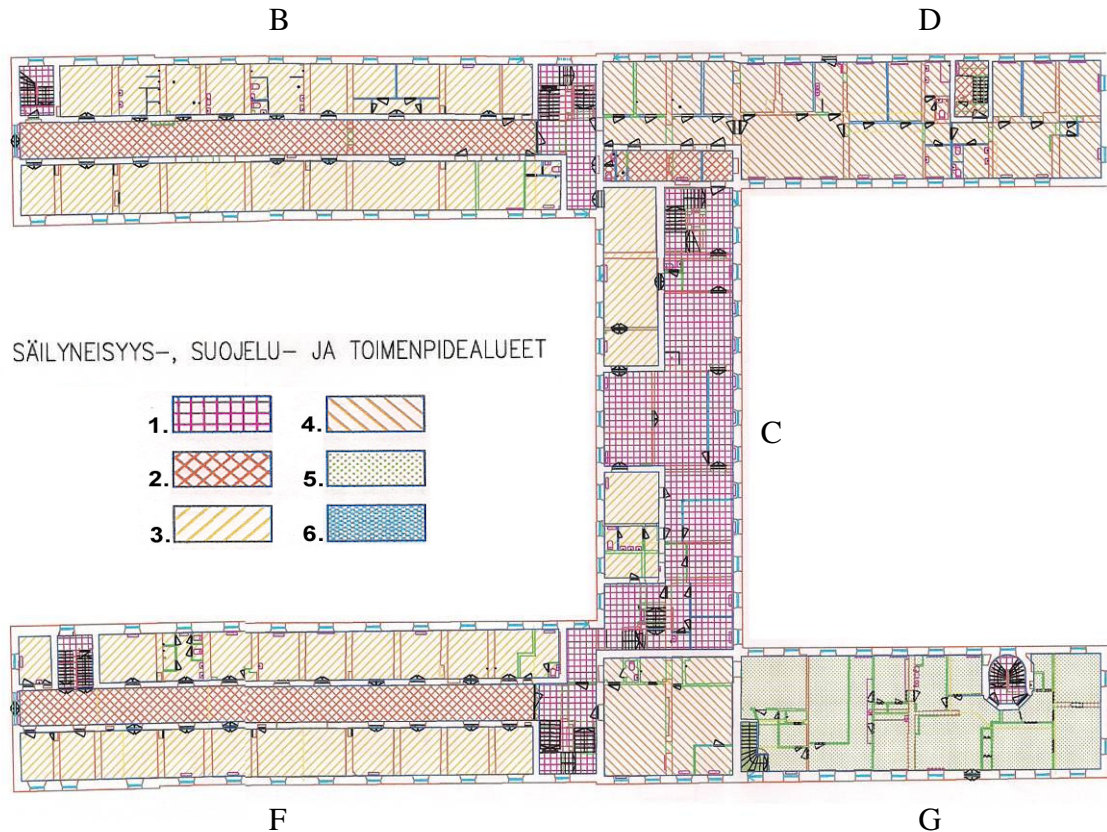 B
D
SÄILYNEISYYS-, SUOJELU- JA TOIMENPIDEALUEET
1.
4.
C
2.
5.
3.
6.
F
G